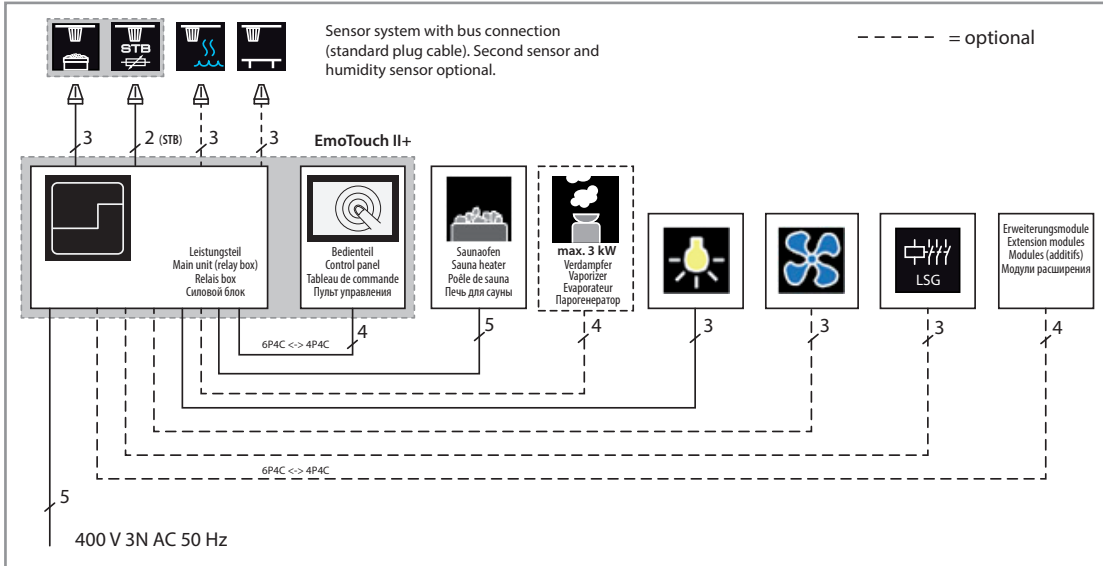 STB
Sensor system with bus connection
(standard plug cable). Second sensor and
humidity sensor optional.
= optional
3
2 (STB)
3
3
EmoTouch II+
Leistungsteil
Main unit (relay box)
Relais box
Силовой блок
Bedienteil
Control panel
Tableau de commande
Пульт управления
Saunaofen
Sauna heater
Poêle de sauna
Печь для сауны
max. 3 kW
Verdampfer
Vaporizer
Evaporateur
Парогенератор
LSG
Erweiterungsmodule
Extension modules
Modules (additifs)
Модули расширения
4
5
4
3
3
3
4
6P4C <-> 4P4C
6P4C <-> 4P4C
5
400 V 3N AC 50 Hz